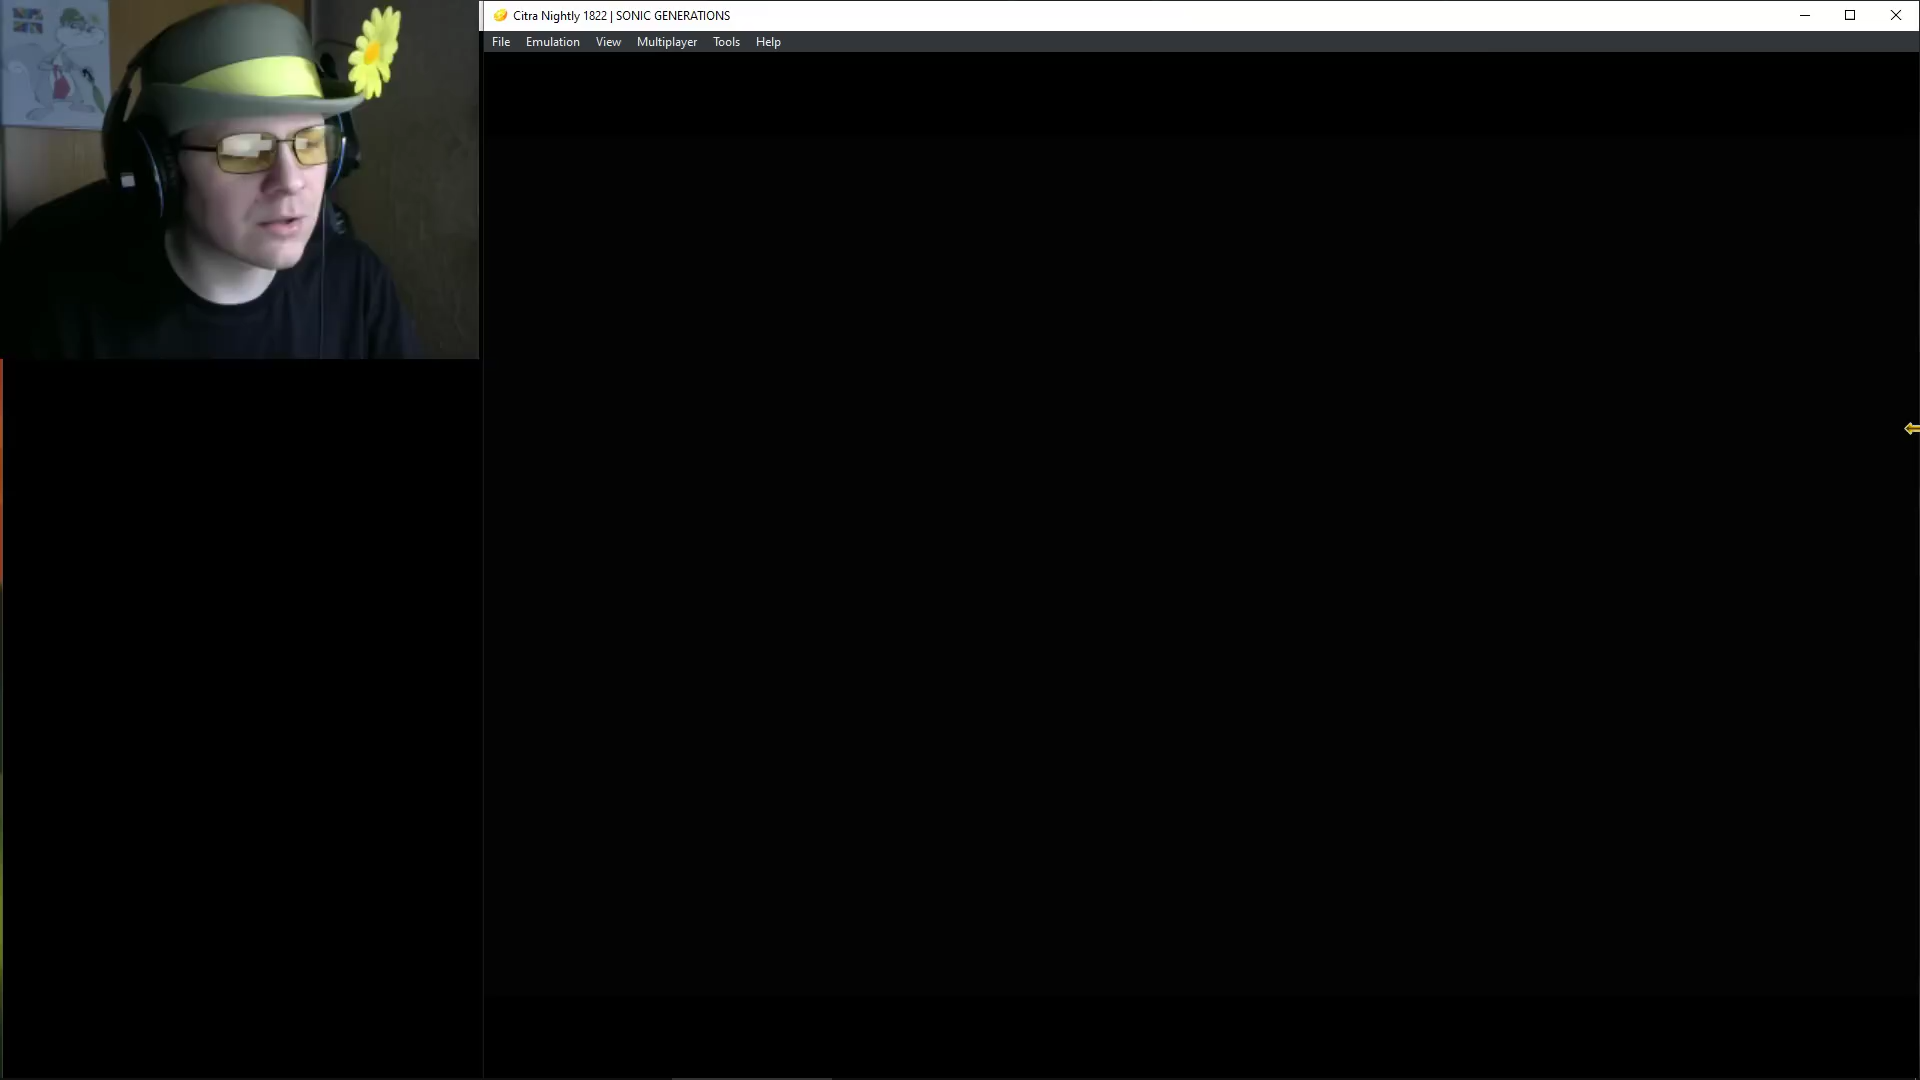 Citra Nightly 1822 | SONIC GENERATIONS
File Emulation View Multiplayer Tools Help